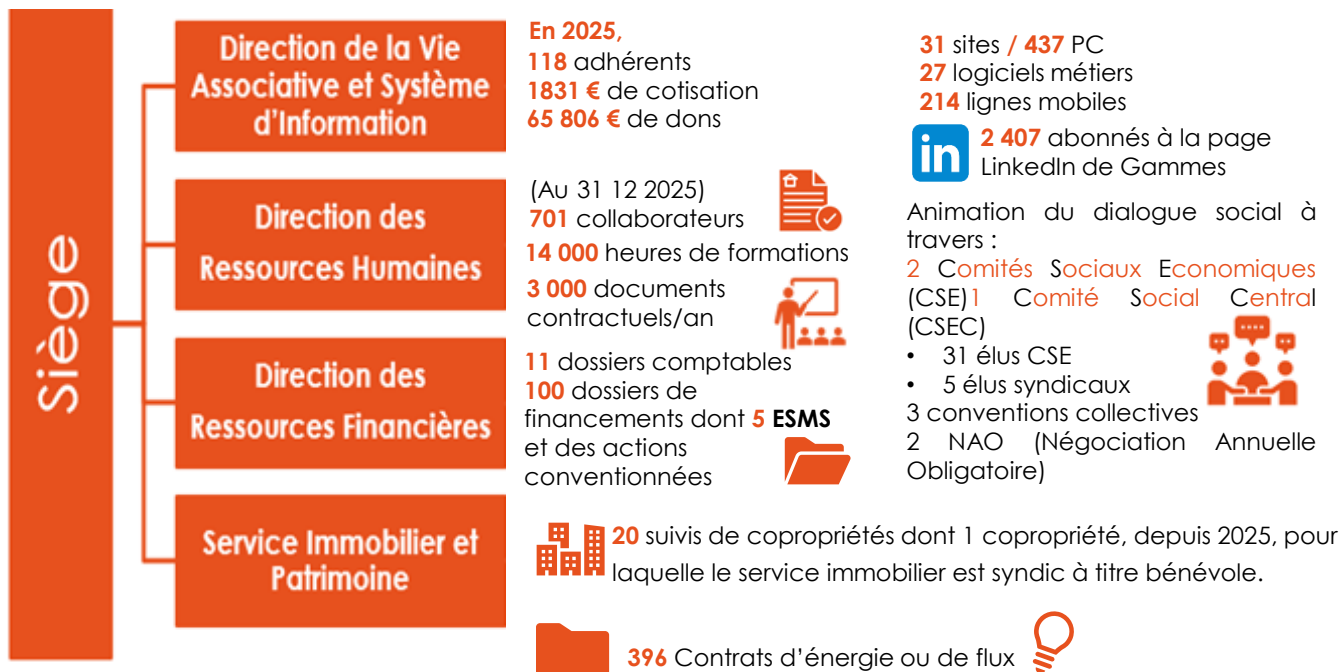 Siège
Direction de la Vie
Associative et Système
d'Information
En 2025,
118 adhérents
1831 € de cotisation
65 806 € de dons
31 sites / 437 PC
27 logiciels métiers
214 lignes mobiles
in
2 407 abonnés à la page
LinkedIn de Gammes
Direction des
Ressources Humaines
(Au 31 12 2025)
701 collaborateurs
14 000 heures de formations
3 000 documents
contractuels/an
Animation du dialogue social à
travers :
2 Comités Sociaux Economiques
(CSE)1 Comité Social Central
(CSEC)
• 31 élus CSE
• 5 élus syndicaux
3 conventions collectives
2 NAO (Négociation Annuelle
Obligatoire)
Direction des
Ressources Financières
11 dossiers comptables
100 dossiers de
financements dont 5 ESMS
et des actions
conventionnées
Service Immobilier et
Patrimoine
20 suivis de copropriétés dont 1 copropriété, depuis 2025, pour
laquelle le service immobilier est syndic à titre bénévole.
396 Contrats d'énergie ou de flux